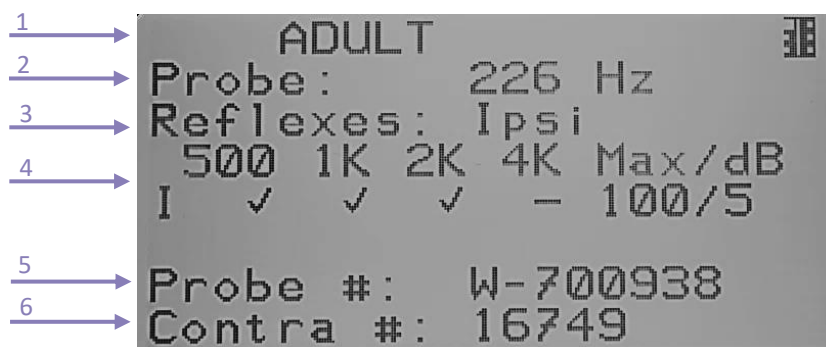 1 ADULT
2 Probe: 226 Hz
3 Reflexes: Ipsi
500 1K 2K 4K Max/dB
4
I ✓ ✓ ✓ – 100/5
5 Probe #: W-700938
6 Contra #: 16749